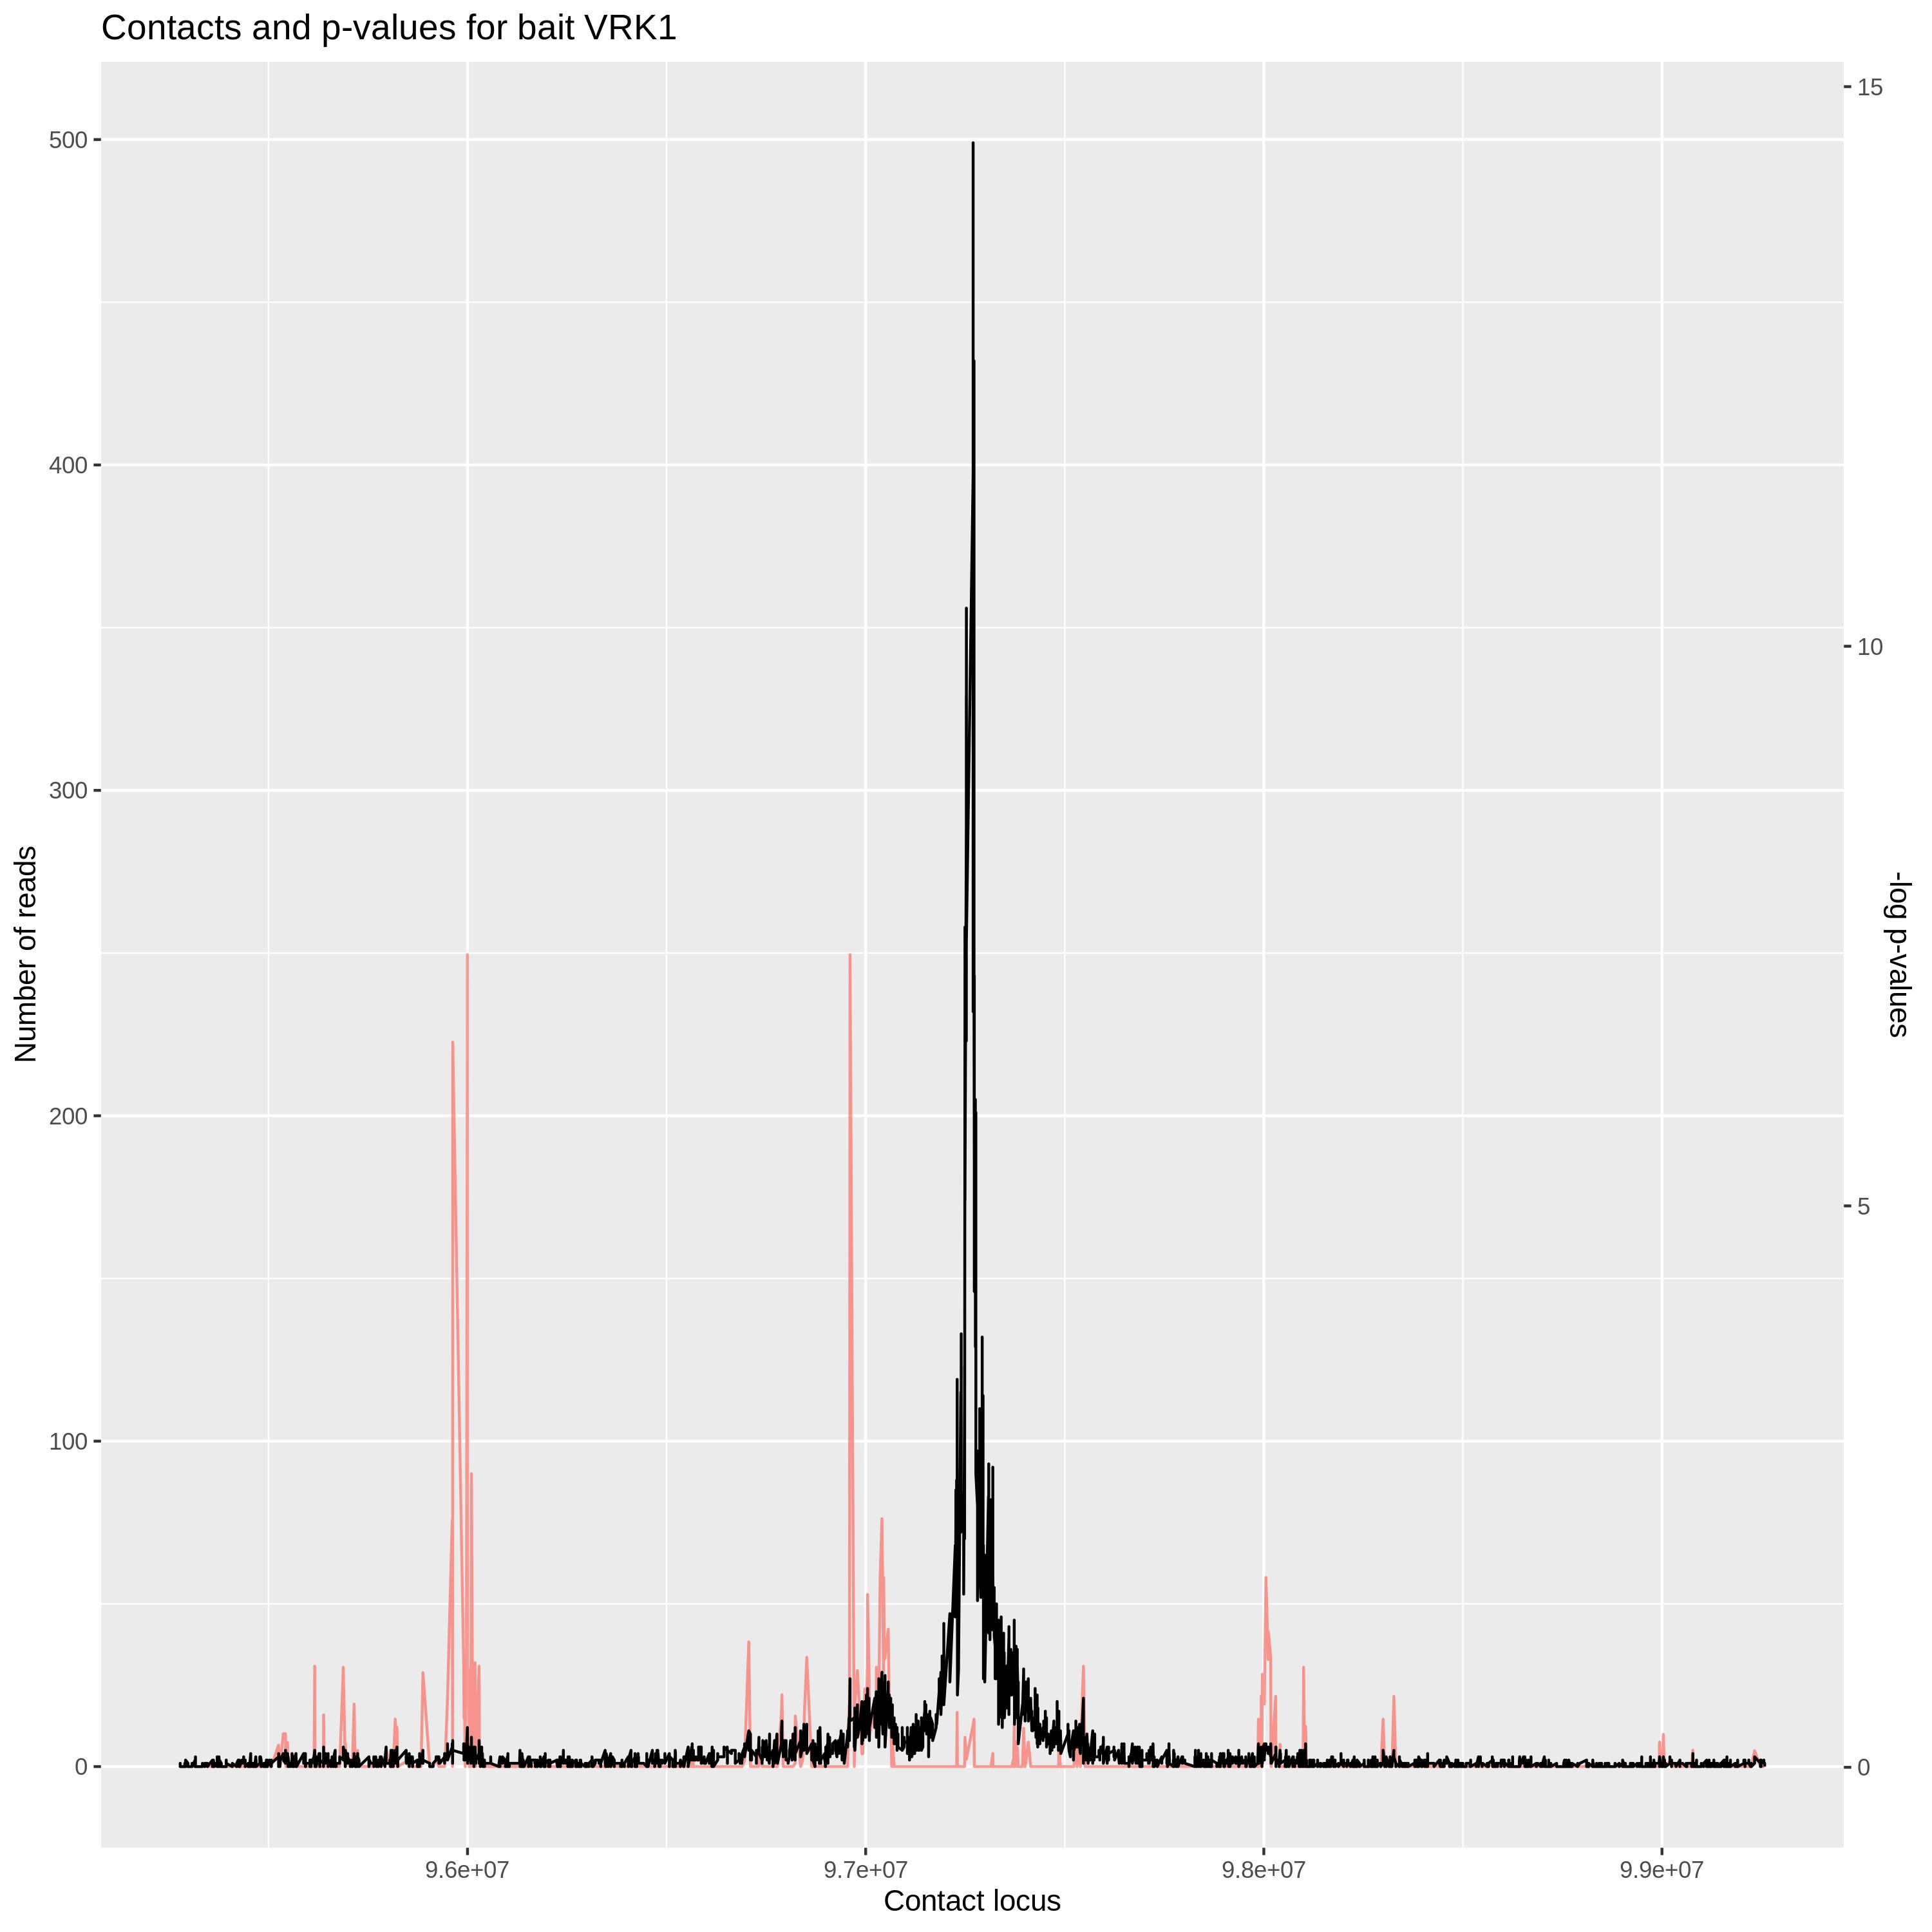 Contacts and p-values for bait VRK1
15
500
400
10
300
Number of reads
-log p-values
200
5
100
0
0
9.6e+07
9.7e+07
9.8e+07
9.9e+07
Contact locus